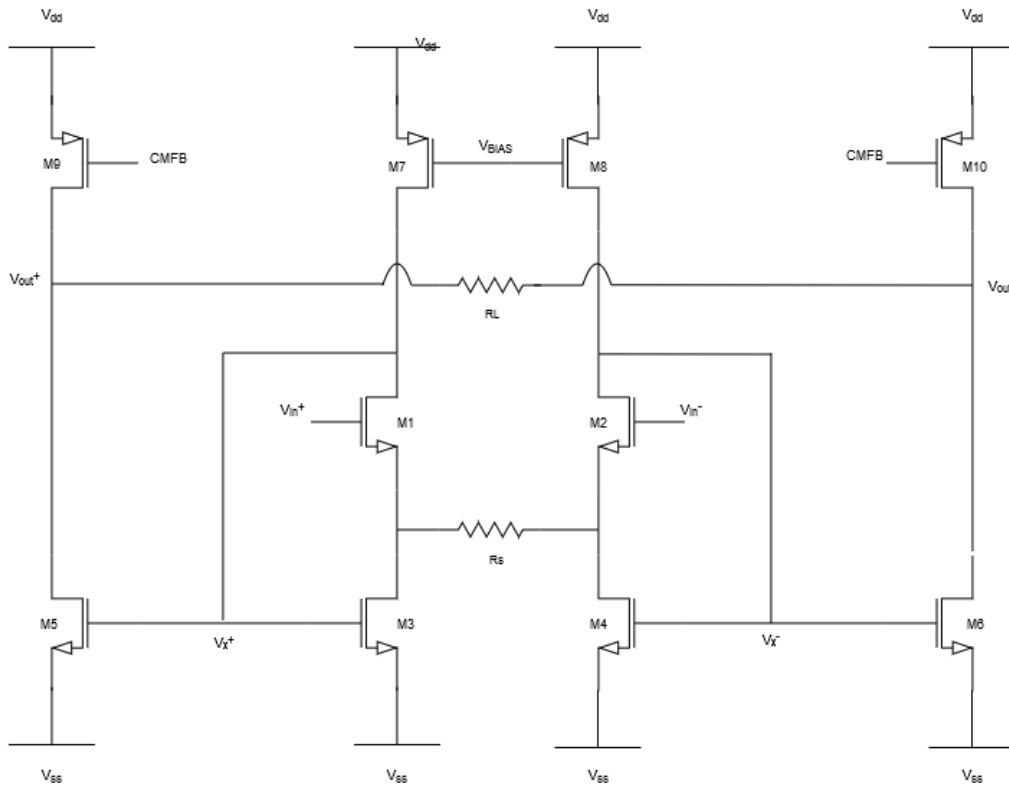 Vdd
Vdd
Vdd
Vdd
M9
CMFB
M7
VBIAS
M8
CMFB
M10
Vout+
RL
Vout
Vin+
M1
M2
Vin-
Rs
M5
Vx+
M3
M4
Vx-
M6
Vss
Vss
Vss
Vss